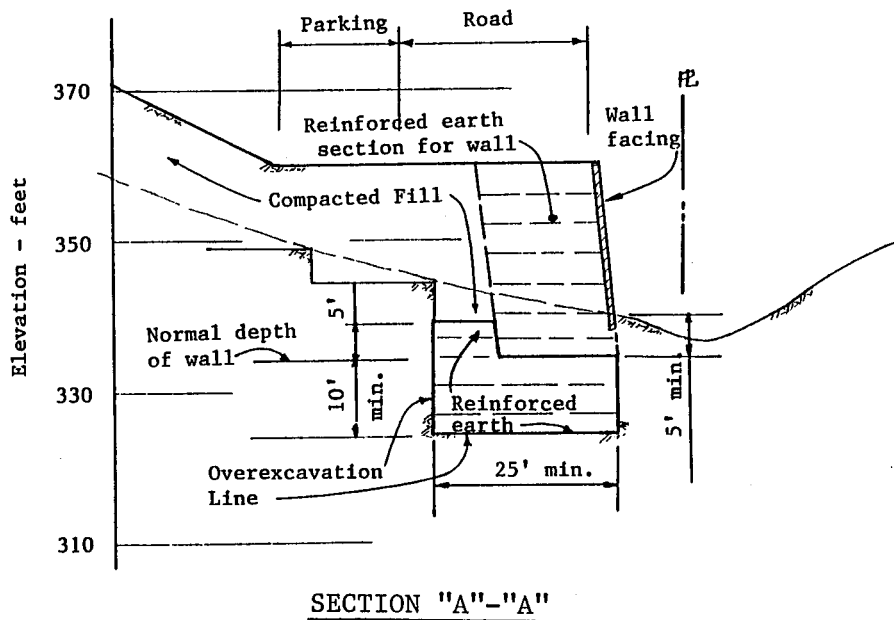 Parking
Road
370
Reinforced earth
section for wall
Wall
facing
Compacted Fill
350
Elevation - feet
5'
Normal depth
of wall
10'
min.
330
Reinforced
earth
5' min.
Overexcavation
Line
25' min.
310
SECTION "A"-"A"